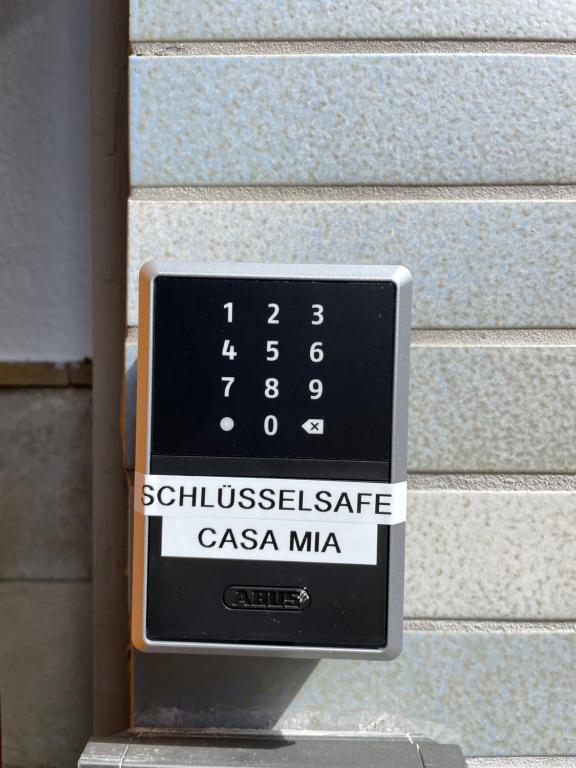 1 2 3
4 5 6
7 8 9
0
SCHLÜSSELSAFE
CASA MIA
ABUS